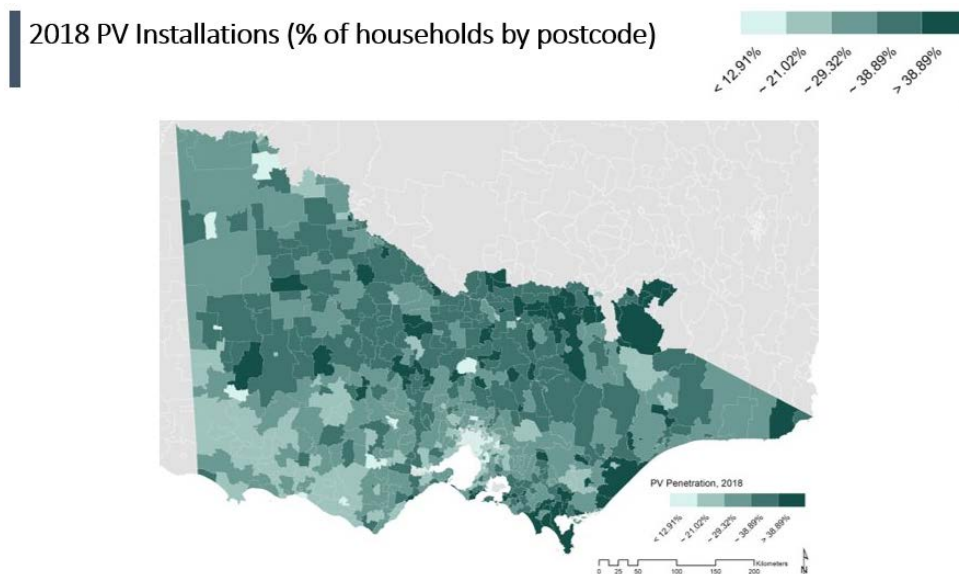 2018 PV Installations (% of households by postcode)
< 12.91%
~ 21.02%
~ 29.32%
~ 38.89%
> 38.89%
PV Penetration, 2018
< 12.91%
~ 21.02%
~ 29.32%
~ 38.89%
> 38.89%
Kilometers
0 25 50 100 150 200
N